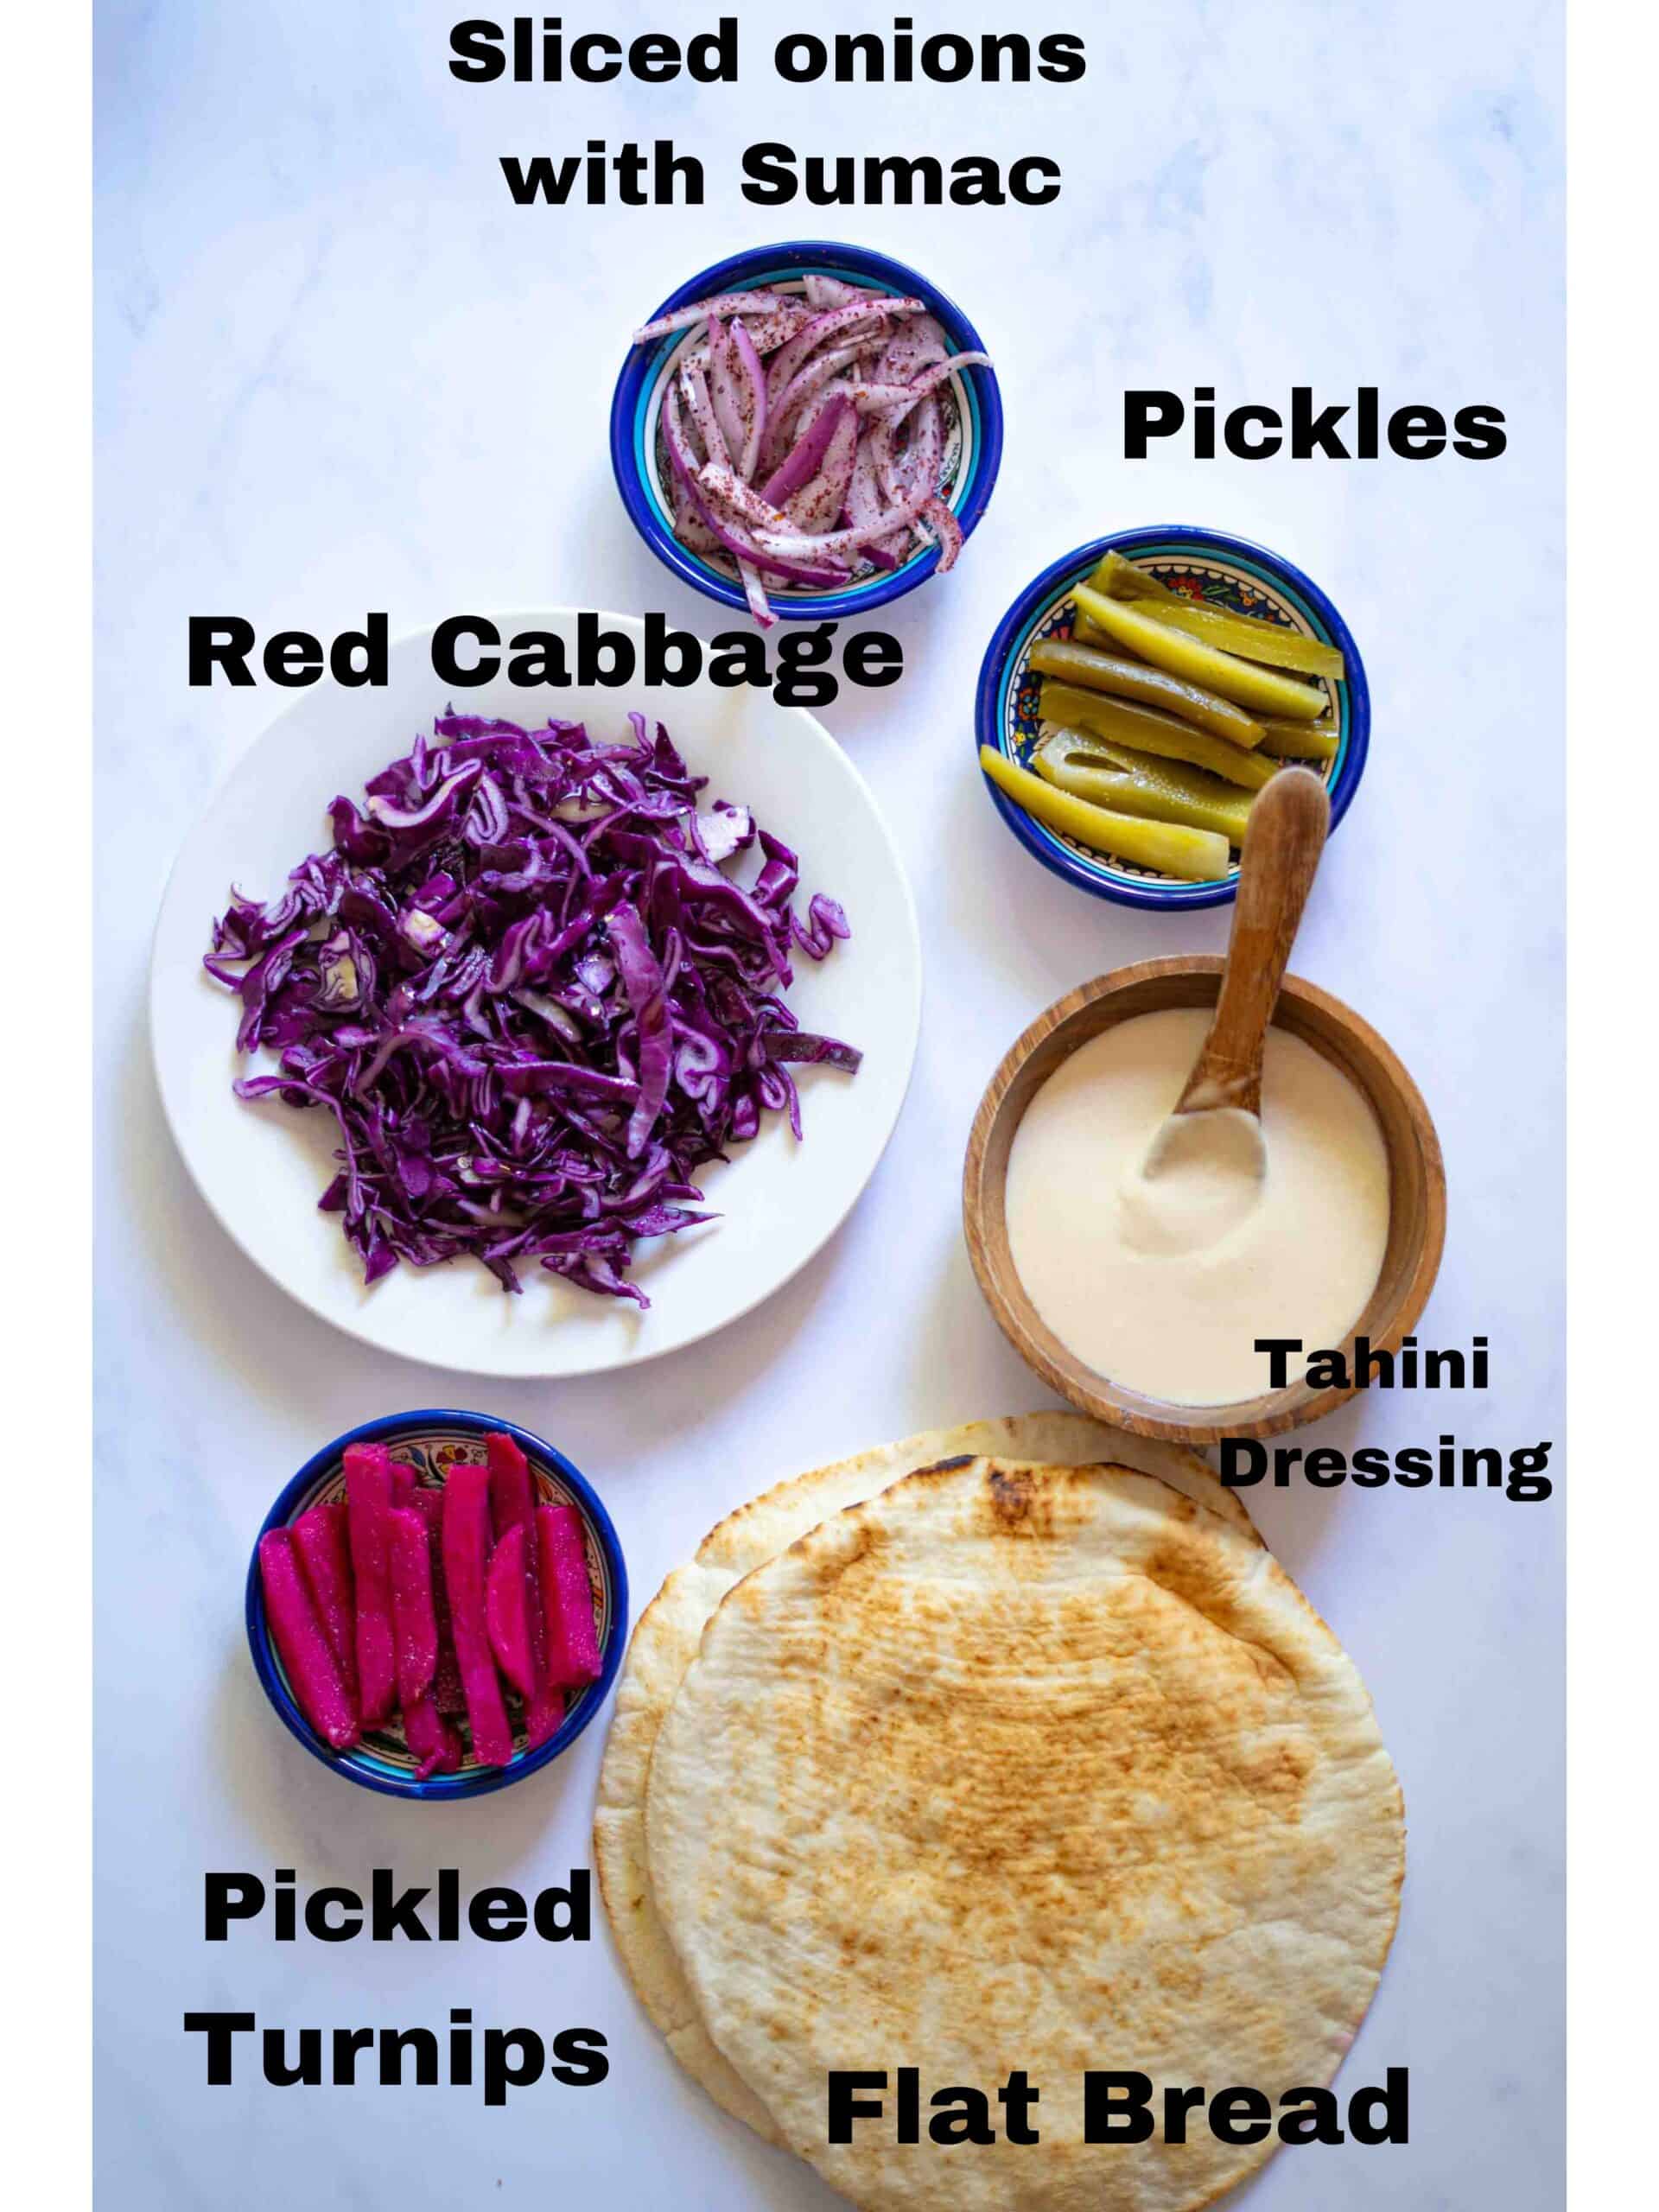 Sliced onions
with Sumac
Pickles
Red Cabbage
Tahini
Dressing
Pickled
Turnips
Flat Bread